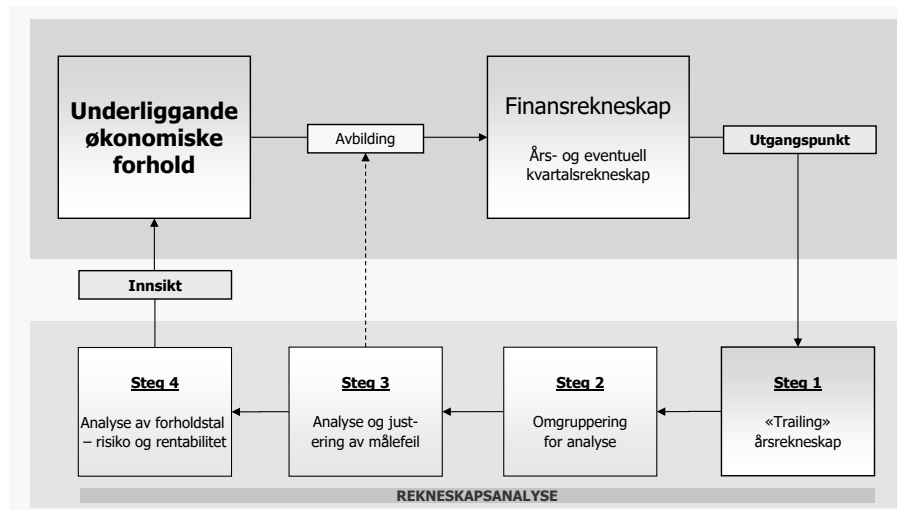 Underliggande
økonomiske
forhold
Avbilding
Finansrekneskap
Års- og eventuell
kvartalsrekneskap
Utgangspunkt
Innsikt
Steg 4
Analyse av forholdstal
– risiko og rentabilitet
Steg 3
Analyse og just-
ering av målefeil
Steg 2
Omgruppering
for analyse
Steg 1
«Trailing»
årsrekneskap
REKNESKAPSANALYSE